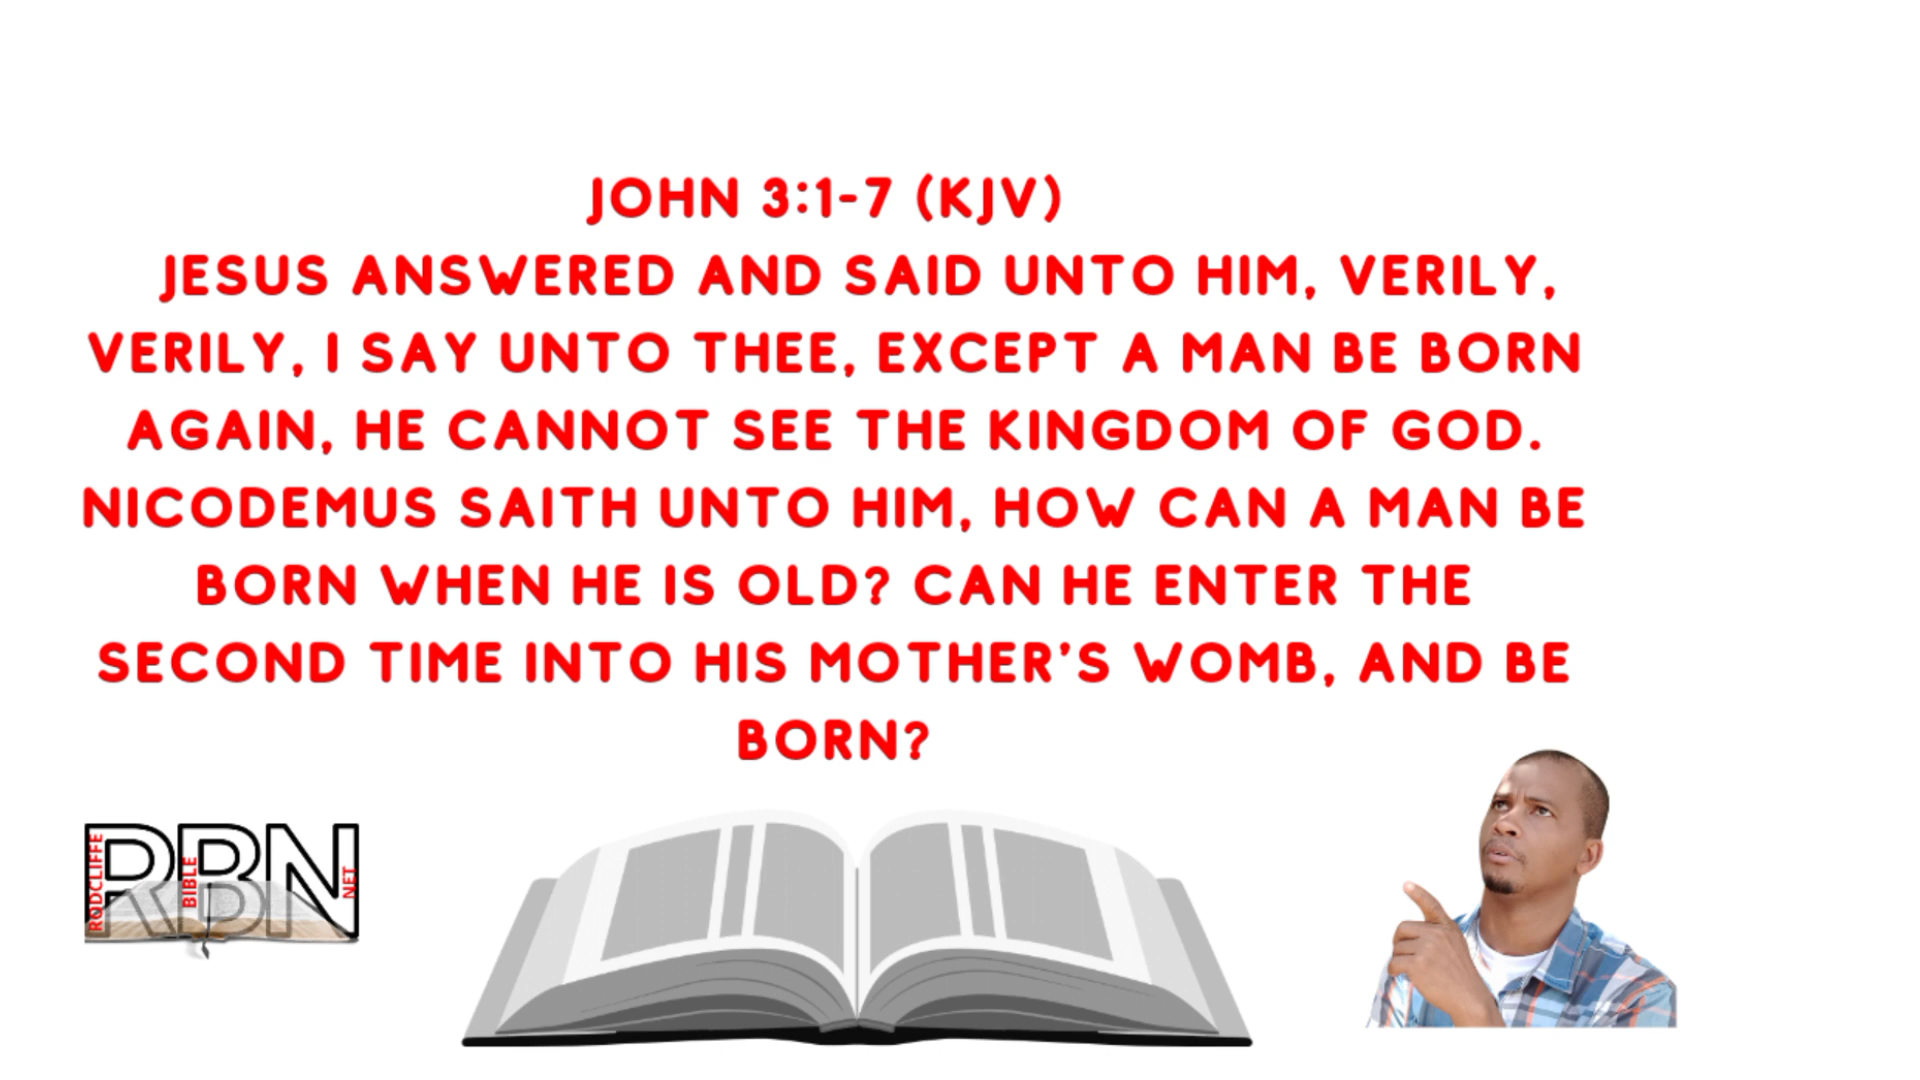 JOHN 3:1-7 (KJV)
JESUS ANSWERED AND SAID UNTO HIM, VERILY,
VERILY, I SAY UNTO THEE, EXCEPT A MAN BE BORN
AGAIN, HE CANNOT SEE THE KINGDOM OF GOD.
NICODEMUS SAITH UNTO HIM, HOW CAN A MAN BE
BORN WHEN HE IS OLD? CAN HE ENTER THE
SECOND TIME INTO HIS MOTHER'S WOMB, AND BE
BORN?
RBN
RODCLIFFE
BIBLE
NET